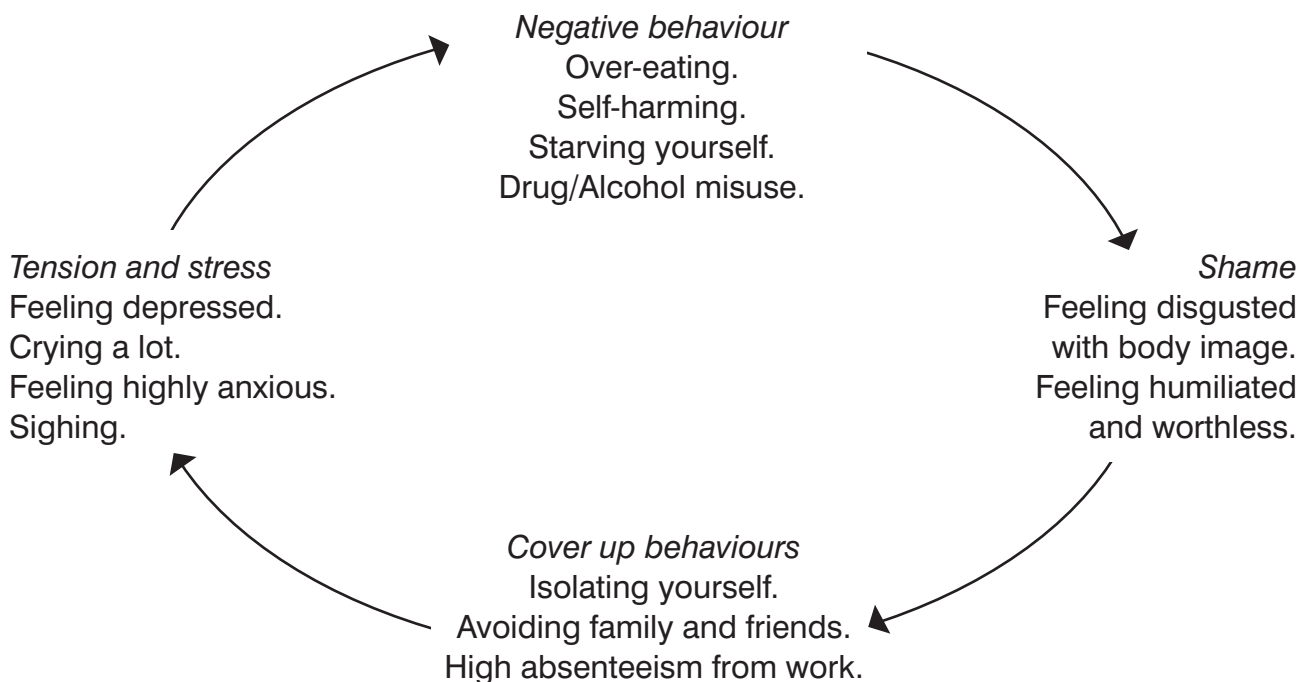 Negative behaviour
Over-eating.
Self-harming.
Starving yourself.
Drug/Alcohol misuse.
Shame
Feeling disgusted
with body image.
Feeling humiliated
and worthless.
Cover up behaviours
Isolating yourself.
Avoiding family and friends.
High absenteeism from work.
Tension and stress
Feeling depressed.
Crying a lot.
Feeling highly anxious.
Sighing.